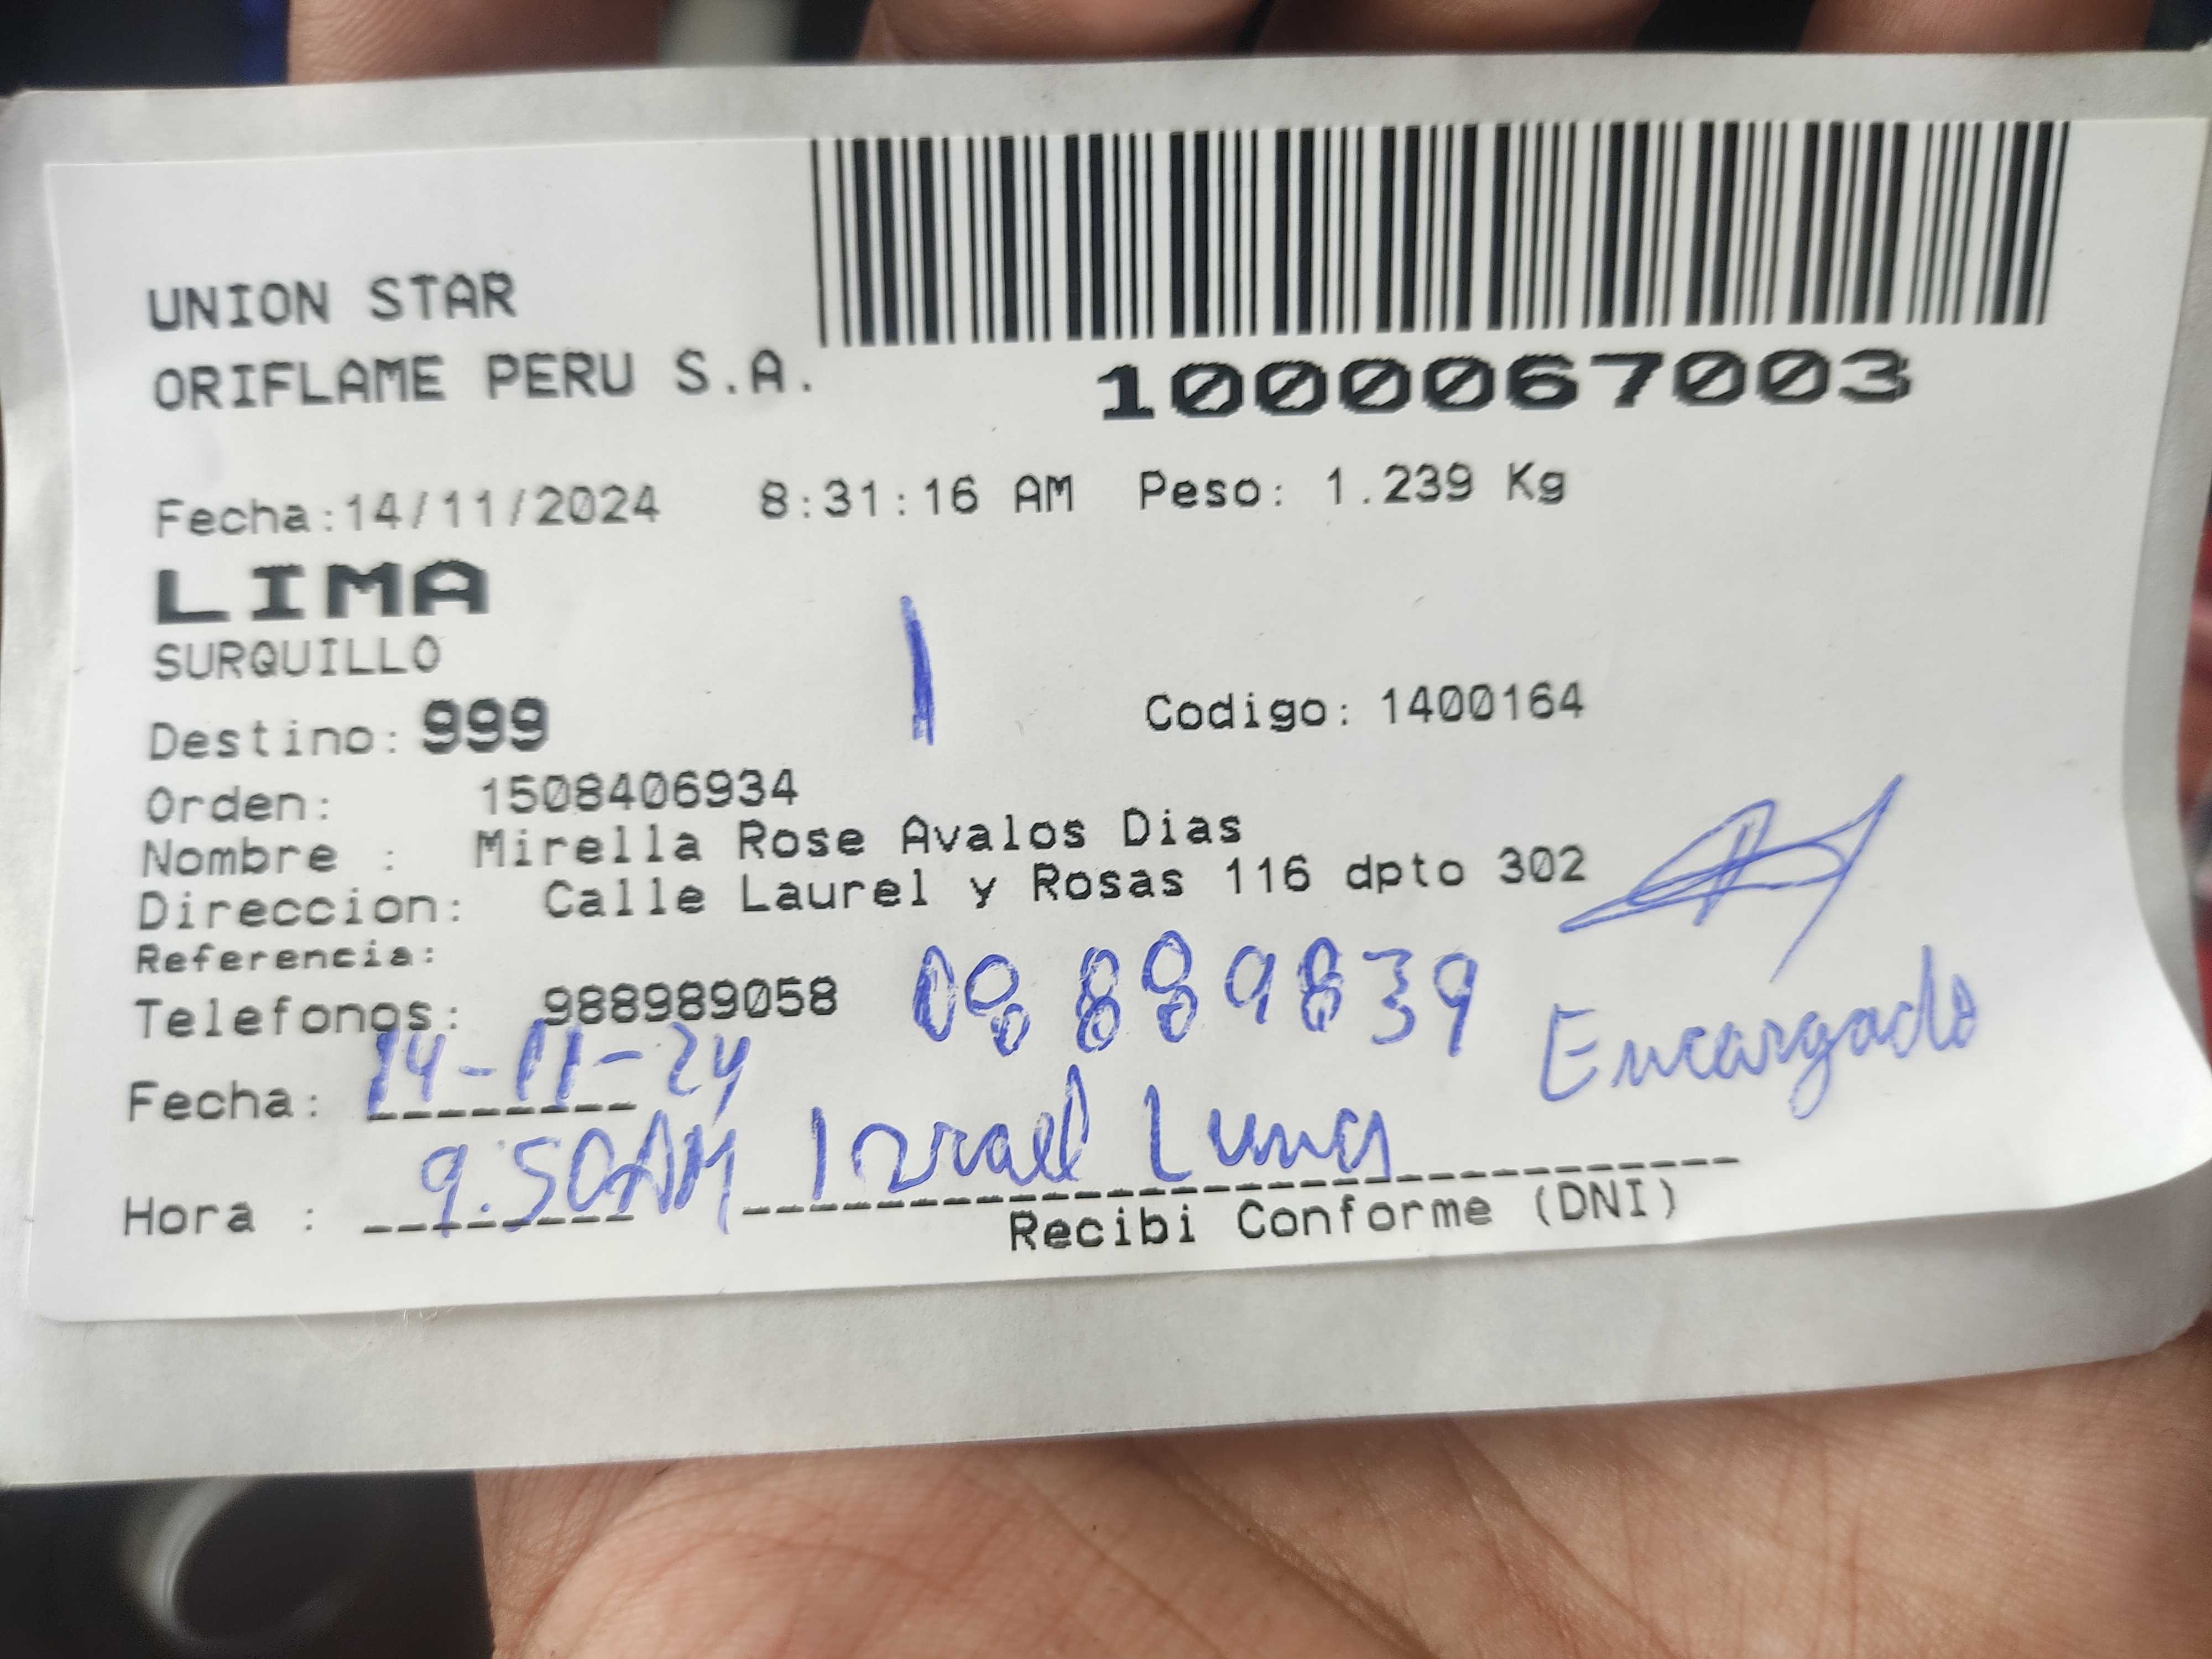 UNION STAR
ORIFLAME PERU S.A.
1000067003
Fecha:14/11/2024 8:31:16 AM Peso: 1.239 Kg
LIMA
SURQUILLO
Destino: 999 1 Codigo: 1400164
Orden: 1508406934
Nombre : Mirella Rose Avalos Dias
Direccion: Calle Laurel y Rosas 116 dpto 302
Referencia:
Telefonos: 988989058 08889839
Encargado
Fecha: 14-11-24
Hora : 9.50AM Izrael Luna
Recibi Conforme (DNI)